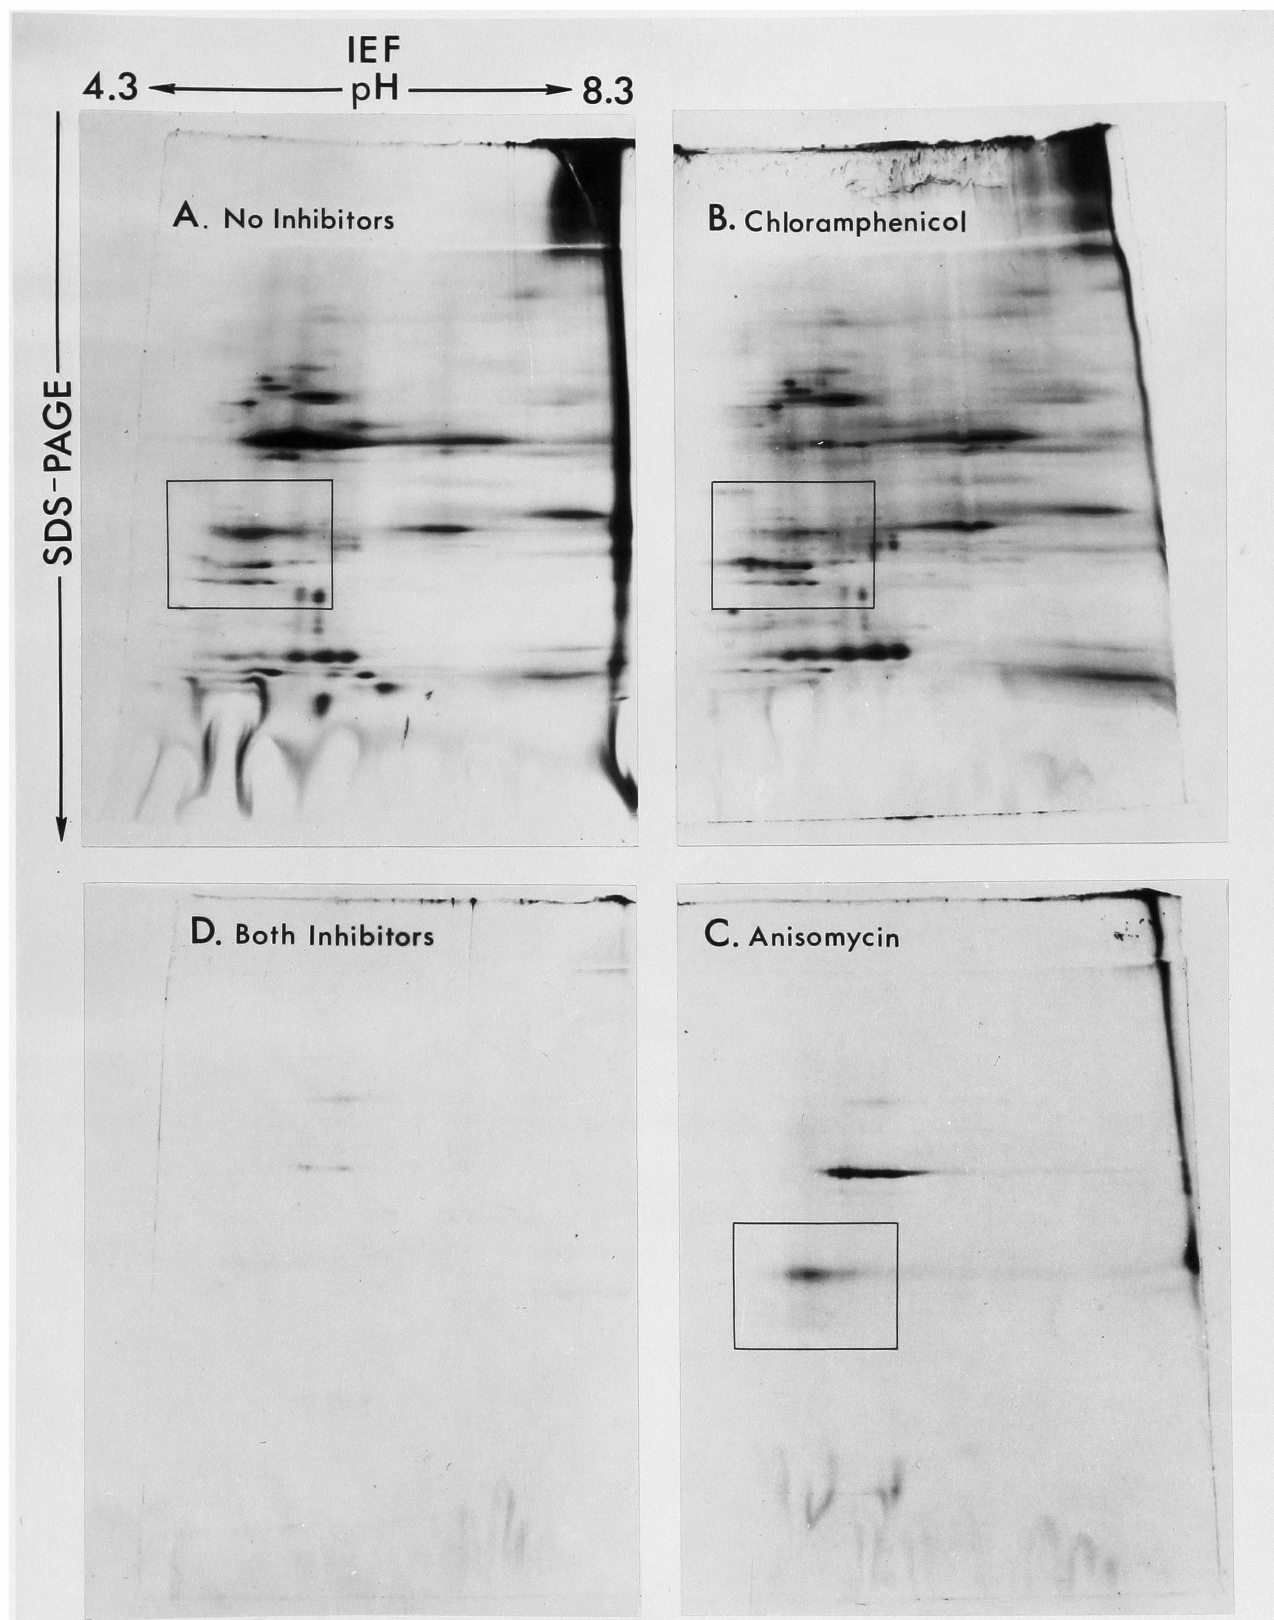 IEF
4.3 pH 8.3
SDS-PAGE
A. No Inhibitors
B. Chloramphenicol
D. Both Inhibitors
C. Anisomycin